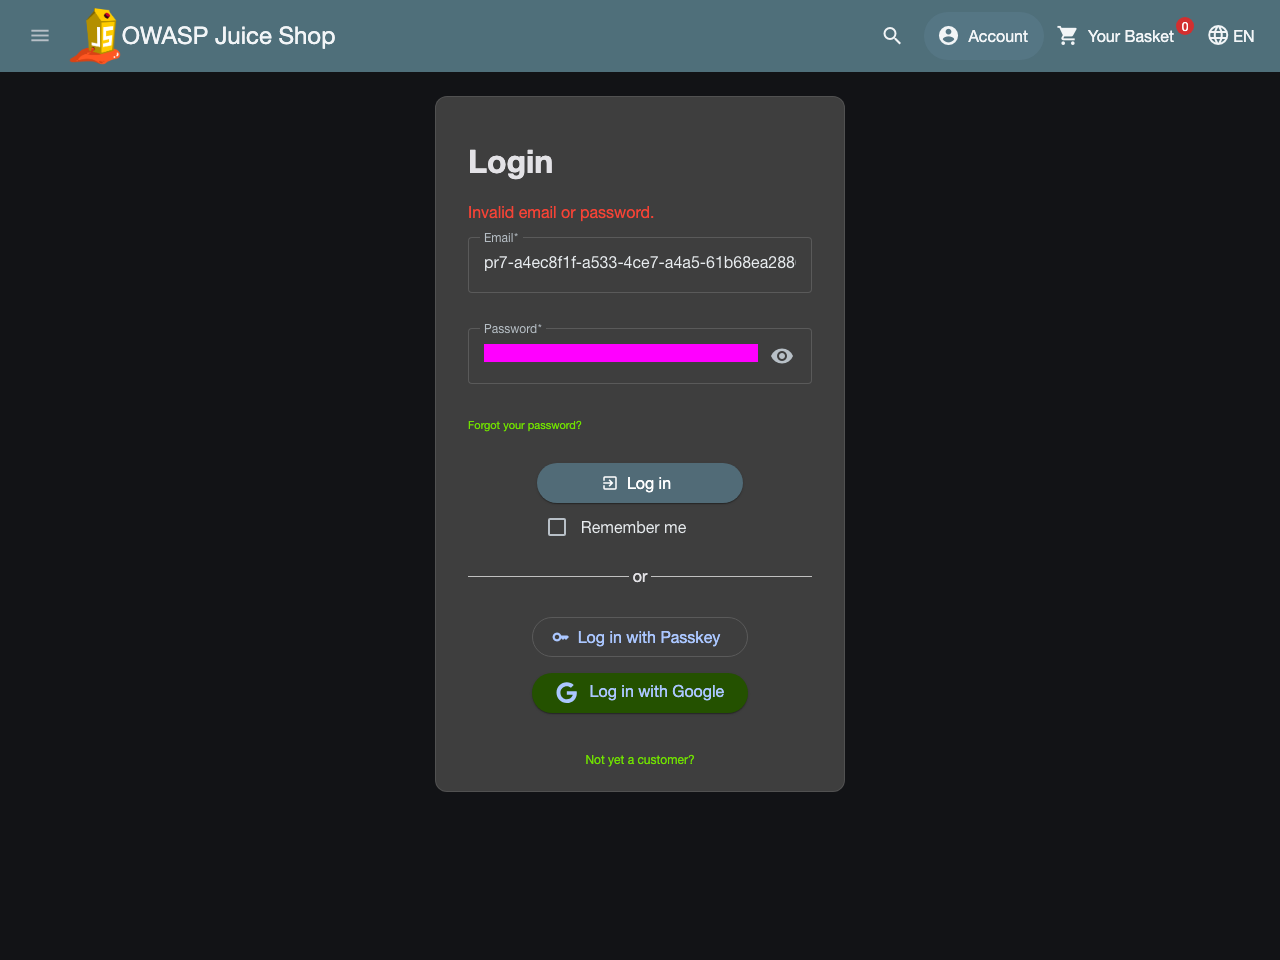 OWASP Juice Shop
Account
Your Basket 0
EN
Login
Invalid email or password.
Email*
pr7-a4ec8f1f-a533-4ce7-a4a5-61b68ea288
Password*
Forgot your password?
Log in
Remember me
or
Log in with Passkey
Log in with Google
Not yet a customer?